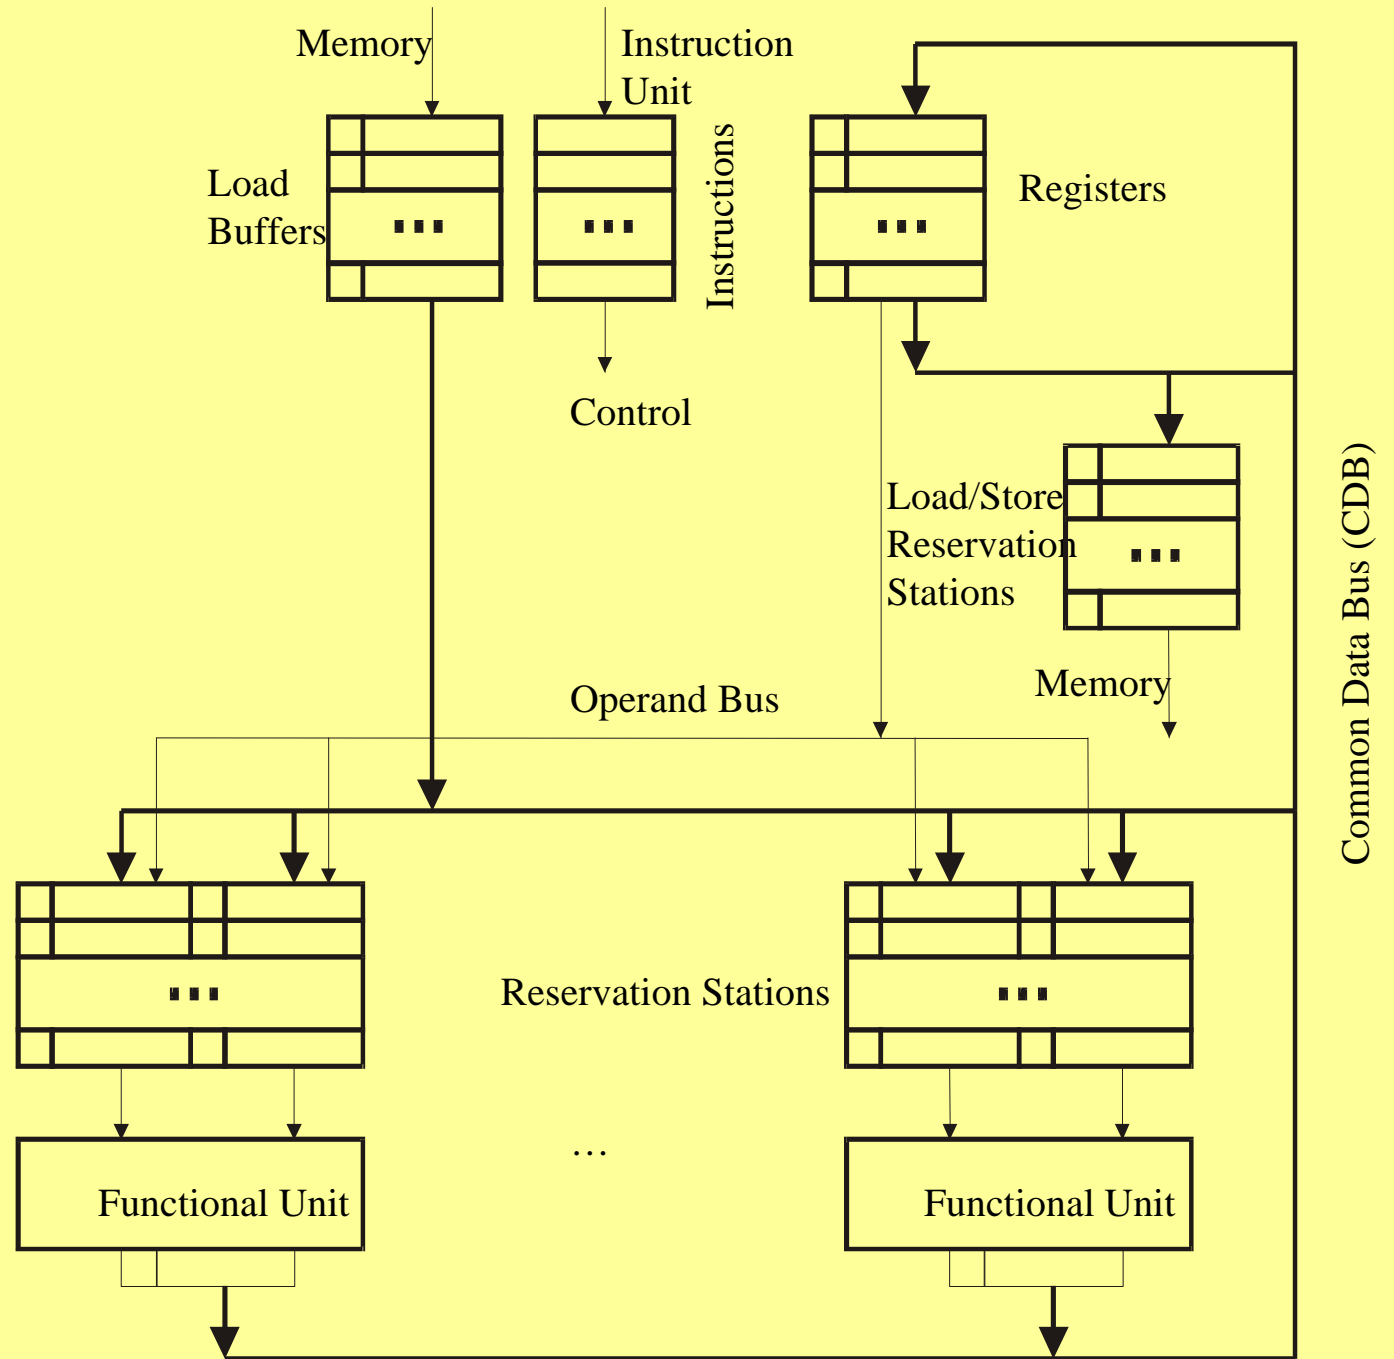 Memory
Instruction
Unit
Load
Buffers
Instructions
Registers
Control
Load/Store
Reservation
Stations
Common Data Bus (CDB)
Memory
Operand Bus
Reservation Stations
…
Functional Unit
Functional Unit